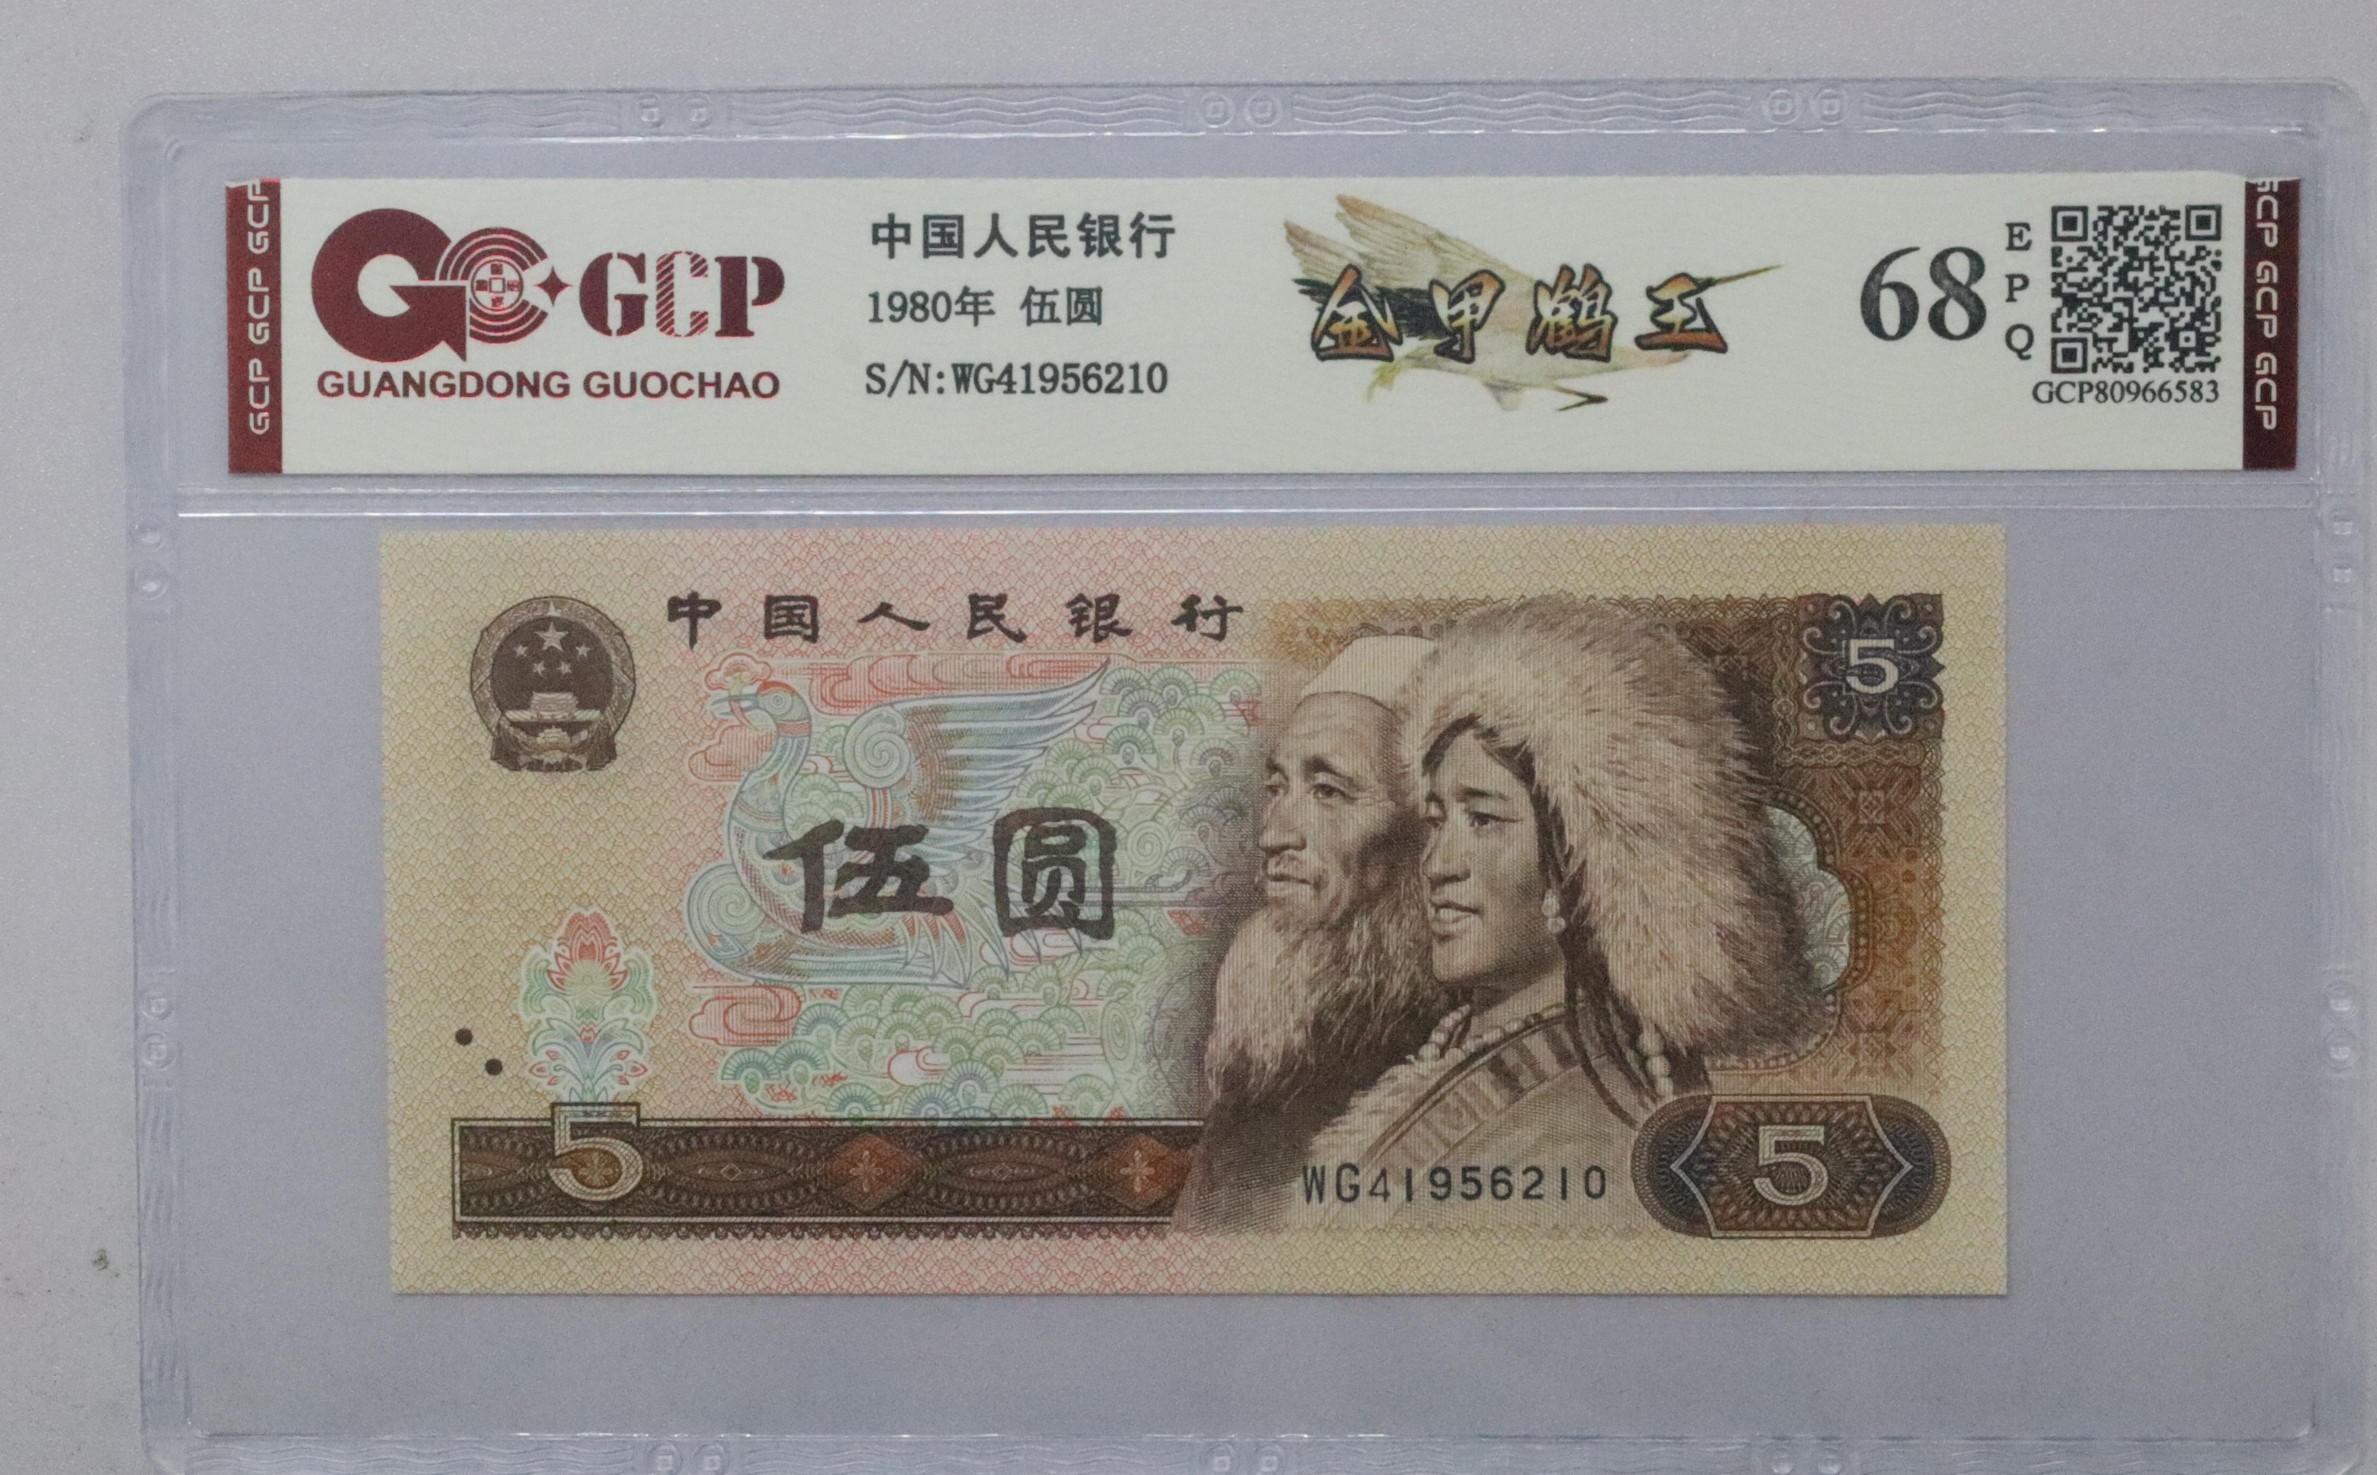 GCP GCP GCP
GCP
GUANGDONG GUOCHAO
中国人民银行
1980年 伍圆
S/N:WG41956210
金甲鹤王
68
EPQ
GCP80966583
GCP GCP GCP
中国人民银行
5
伍圆
5
WG41956210
5